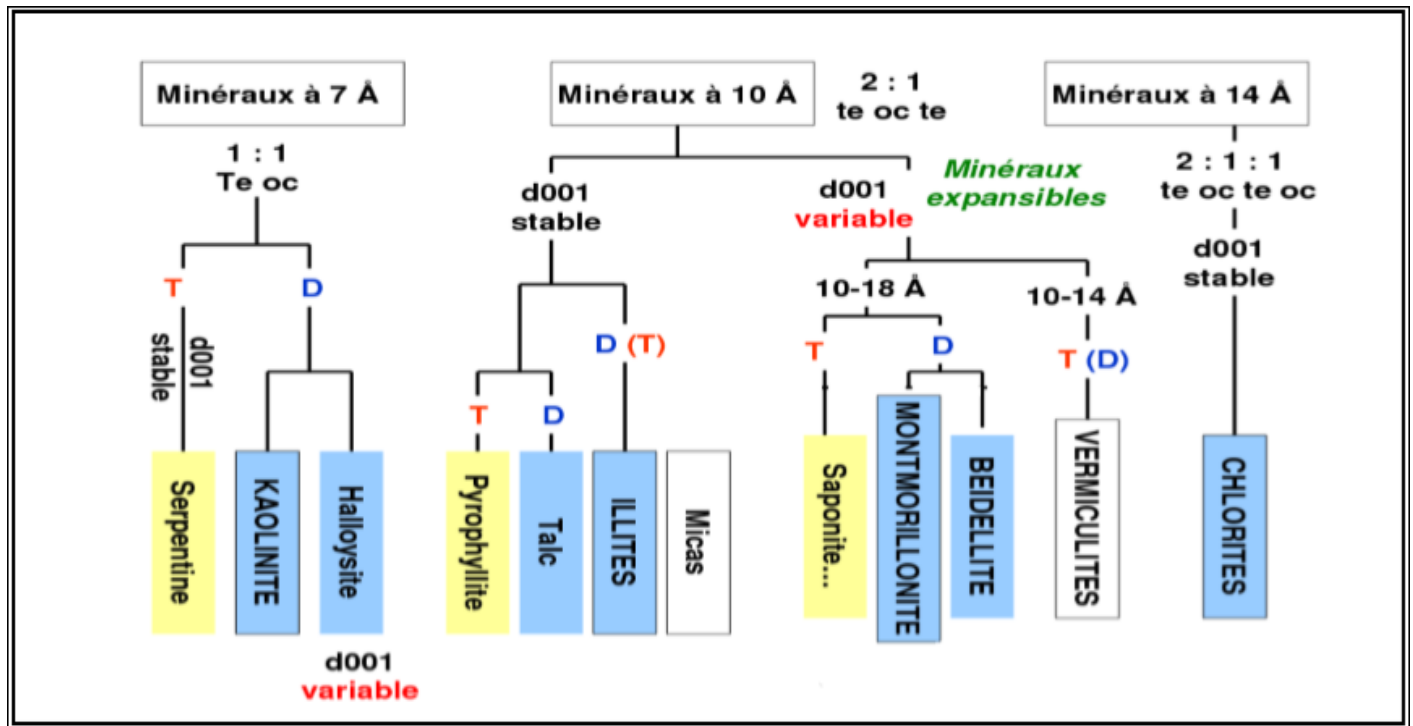 Minéraux à 7 Å
Minéraux à 10 Å
2 : 1
te oc te
Minéraux à 14 Å
1 : 1
Te oc
d001
stable
d001
variable
Minéraux
expansibles
2 : 1 : 1
te oc te oc
d001
stable
T
D
10-18 Å
10-14 Å
d001
stable
D (T)
T
D
T (D)
T
D
Serpentine
KAOLINITE
Halloysite
Pyrophyllite
Talc
ILLITES
Micas
Saponite...
MONTMORILLONITE
BEIDELLITE
VERMICULITES
CHLORITES
d001
variable